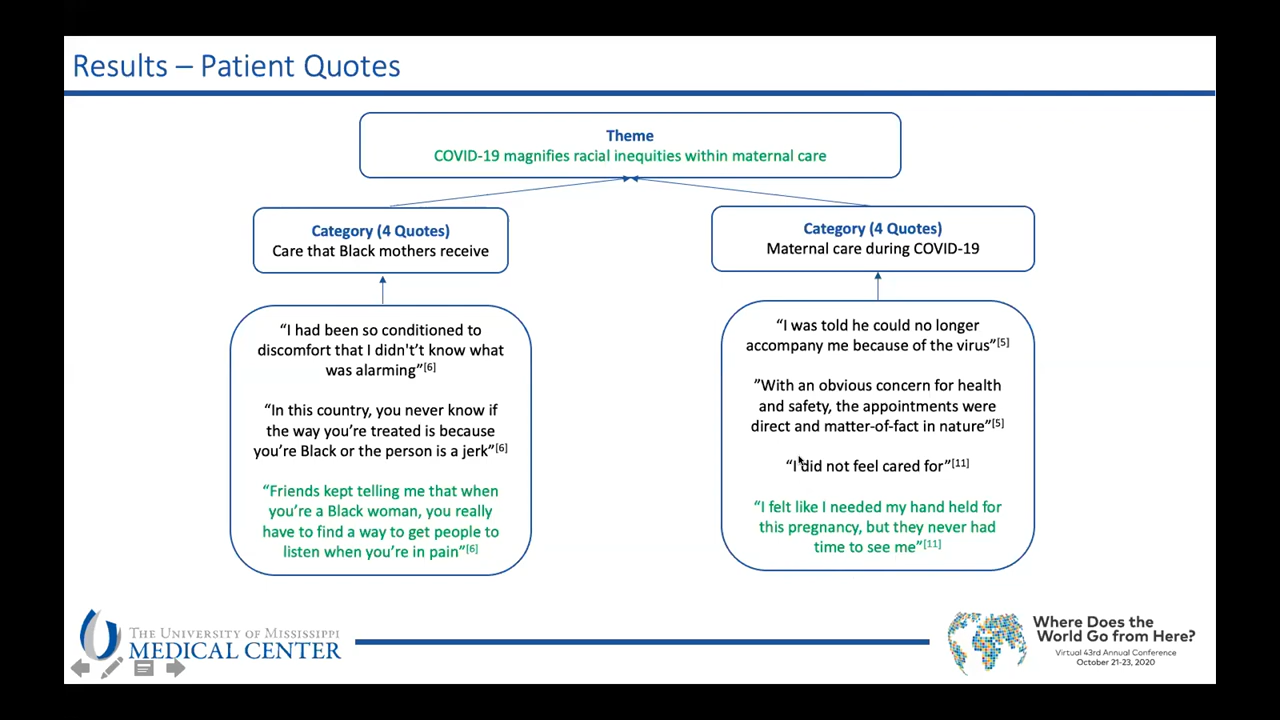 Results – Patient Quotes
Theme
COVID-19 magnifies racial inequities within maternal care
Category (4 Quotes)
Care that Black mothers receive
“I had been so conditioned to
discomfort that I didn't’t know what
was alarming”[6]
“In this country, you never know if
the way you’re treated is because
you’re Black or the person is a jerk”[6]
“Friends kept telling me that when
you’re a Black woman, you really
have to find a way to get people to
listen when you’re in pain”[6]
Category (4 Quotes)
Maternal care during COVID-19
“I was told he could no longer
accompany me because of the virus”[5]
”With an obvious concern for health
and safety, the appointments were
direct and matter-of-fact in nature”[5]
“I did not feel cared for”[11]
“I felt like I needed my hand held for
this pregnancy, but they never had
time to see me”[11]
THE UNIVERSITY OF MISSISSIPPI
MEDICAL CENTER
Where Does the
World Go from Here?
Virtual 43rd Annual Conference
October 21-23, 2020